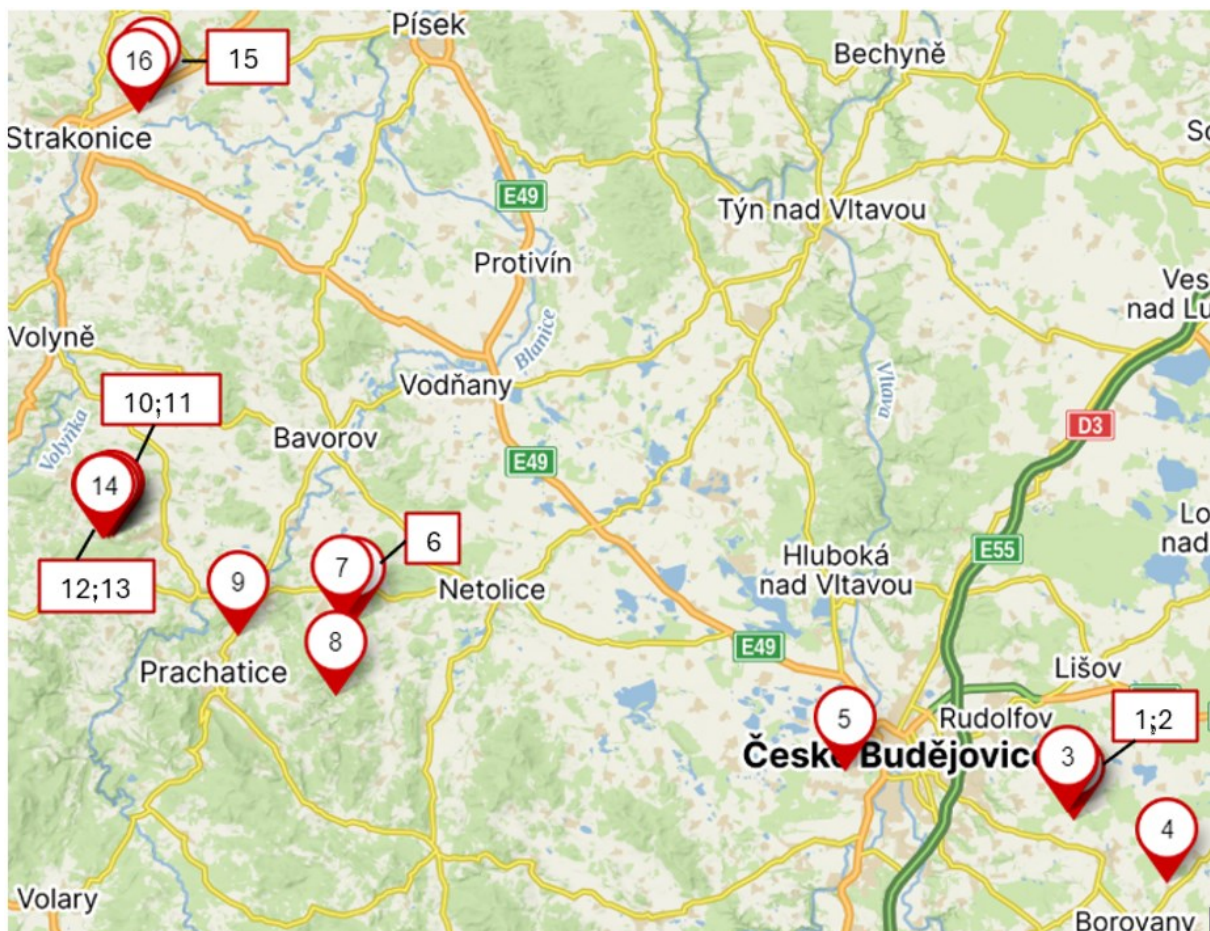 Písek
16
15
Bechyně
Strakonice
So
E49
Týn nad Vltavou
Protivín
Ves
nad Lu
Volyně
Blanice
Vodňany
Vltava
10;11
D3
Volyňka
Bavorov
E49
14
Lo
nad
6
E55
Hluboká
nad Vltavou
12;13
9
7
Netolice
8
E49
Prachatice
Lišov
5
Rudolfov
1;2
České Budějovice
3
4
Volary
Borovany